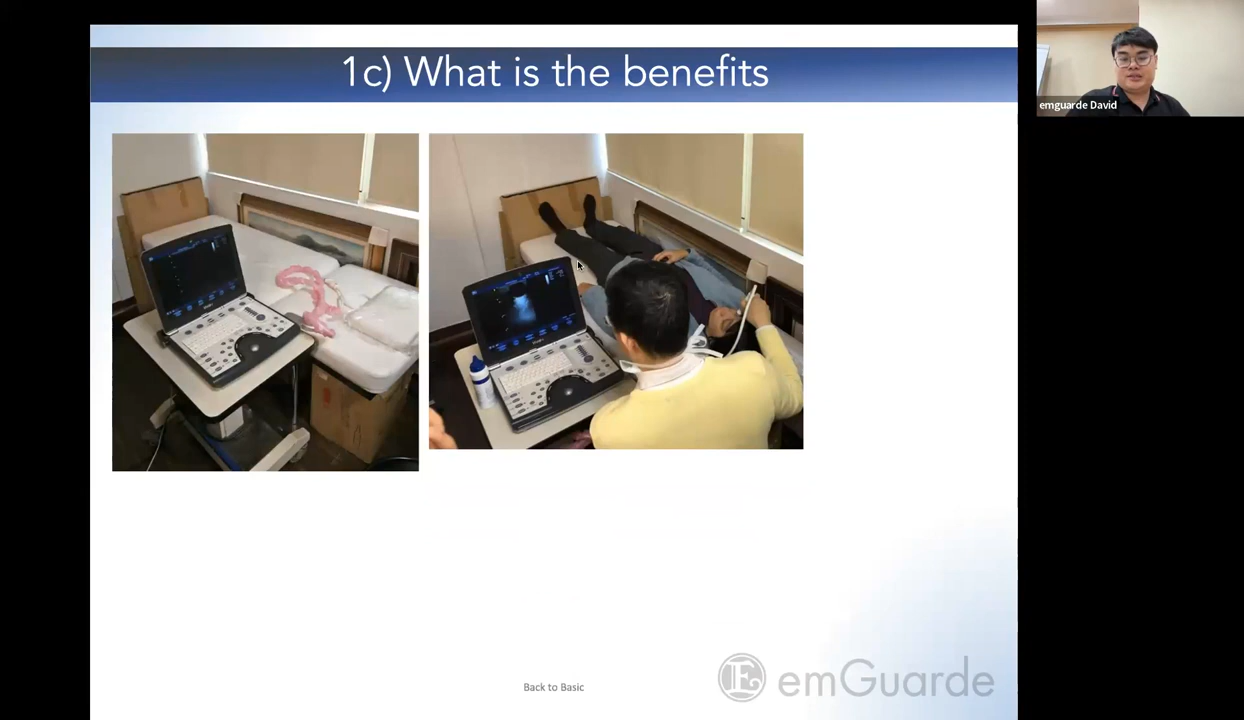 1c) What is the benefits
emguarde David
Back to Basic
E emGuarde